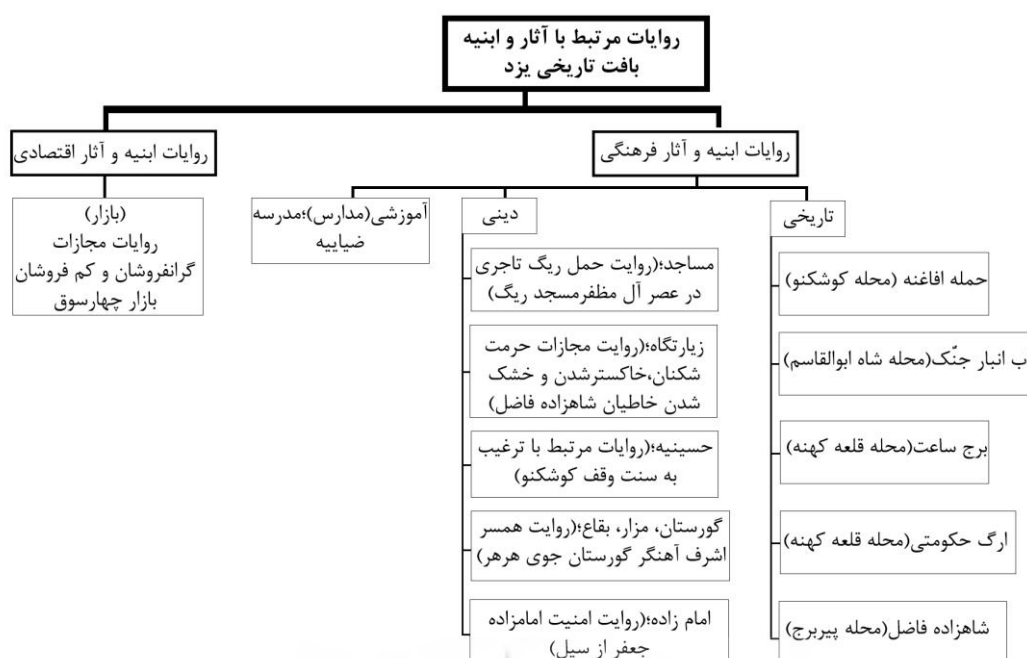 روایات مرتبط با آثار و ابنیه
بافت تاریخی یزد
روایات ابنیه و آثار فرهنگی
روایات ابنیه و آثار اقتصادی
تاریخی
حمله افاغنه (محله کوشکنو)
ب انبار جنّک(محله شاه ابوالقاسم)
برج ساعت(محله قلعه کهنه)
ارگ حکومتی(محله قلعه کهنه)
شاهزاده فاضل(محله پیربرج)
دینی
مساجد؛(روایت حمل ریگ تاجری
در عصر آل مظفرمسجد ریگ)
زیارتگاه؛(روایت مجازات حرمت
شکنان،خاکسترشدن و خشک
شدن خاطیان شاهزاده فاضل)
حسینیه؛(روایات مرتبط با ترغیب
به سنت وقف کوشکنو)
گورستان، مزار، بقاع؛(روایت همسر
اشرف آهنگر گورستان جوی هرهر)
امام زاده؛(روایت امنیت امامزاده
جعفر از سیل)
آموزشی(مدارس)؛مدرسه
ضیاییه
(بازار)
روایات مجازات
گرانفروشان و کم فروشان
بازار چهارسوق